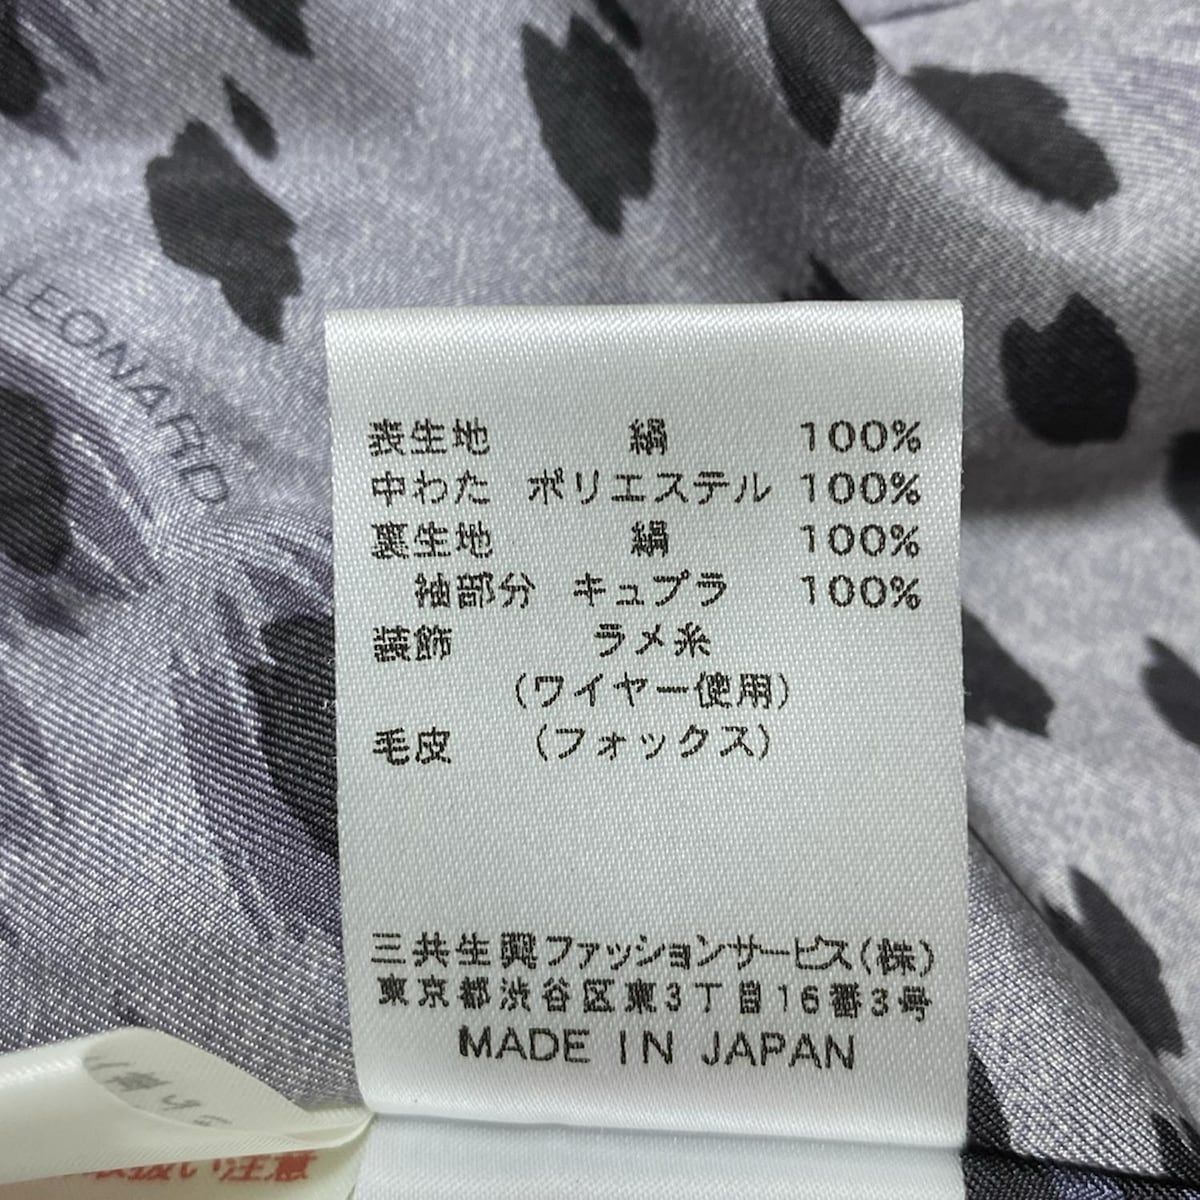 LEONARD
表生地 絹 100%
中わた ポリエステル 100%
裏生地 絹 100%
袖部分 キュプラ 100%
装飾 ラメ糸
(ワイヤー使用)
毛皮 (フォックス)
三共生興ファッションサービス(株)
東京都渋谷区東3丁目16番3号
MADE IN JAPAN
扱い注意